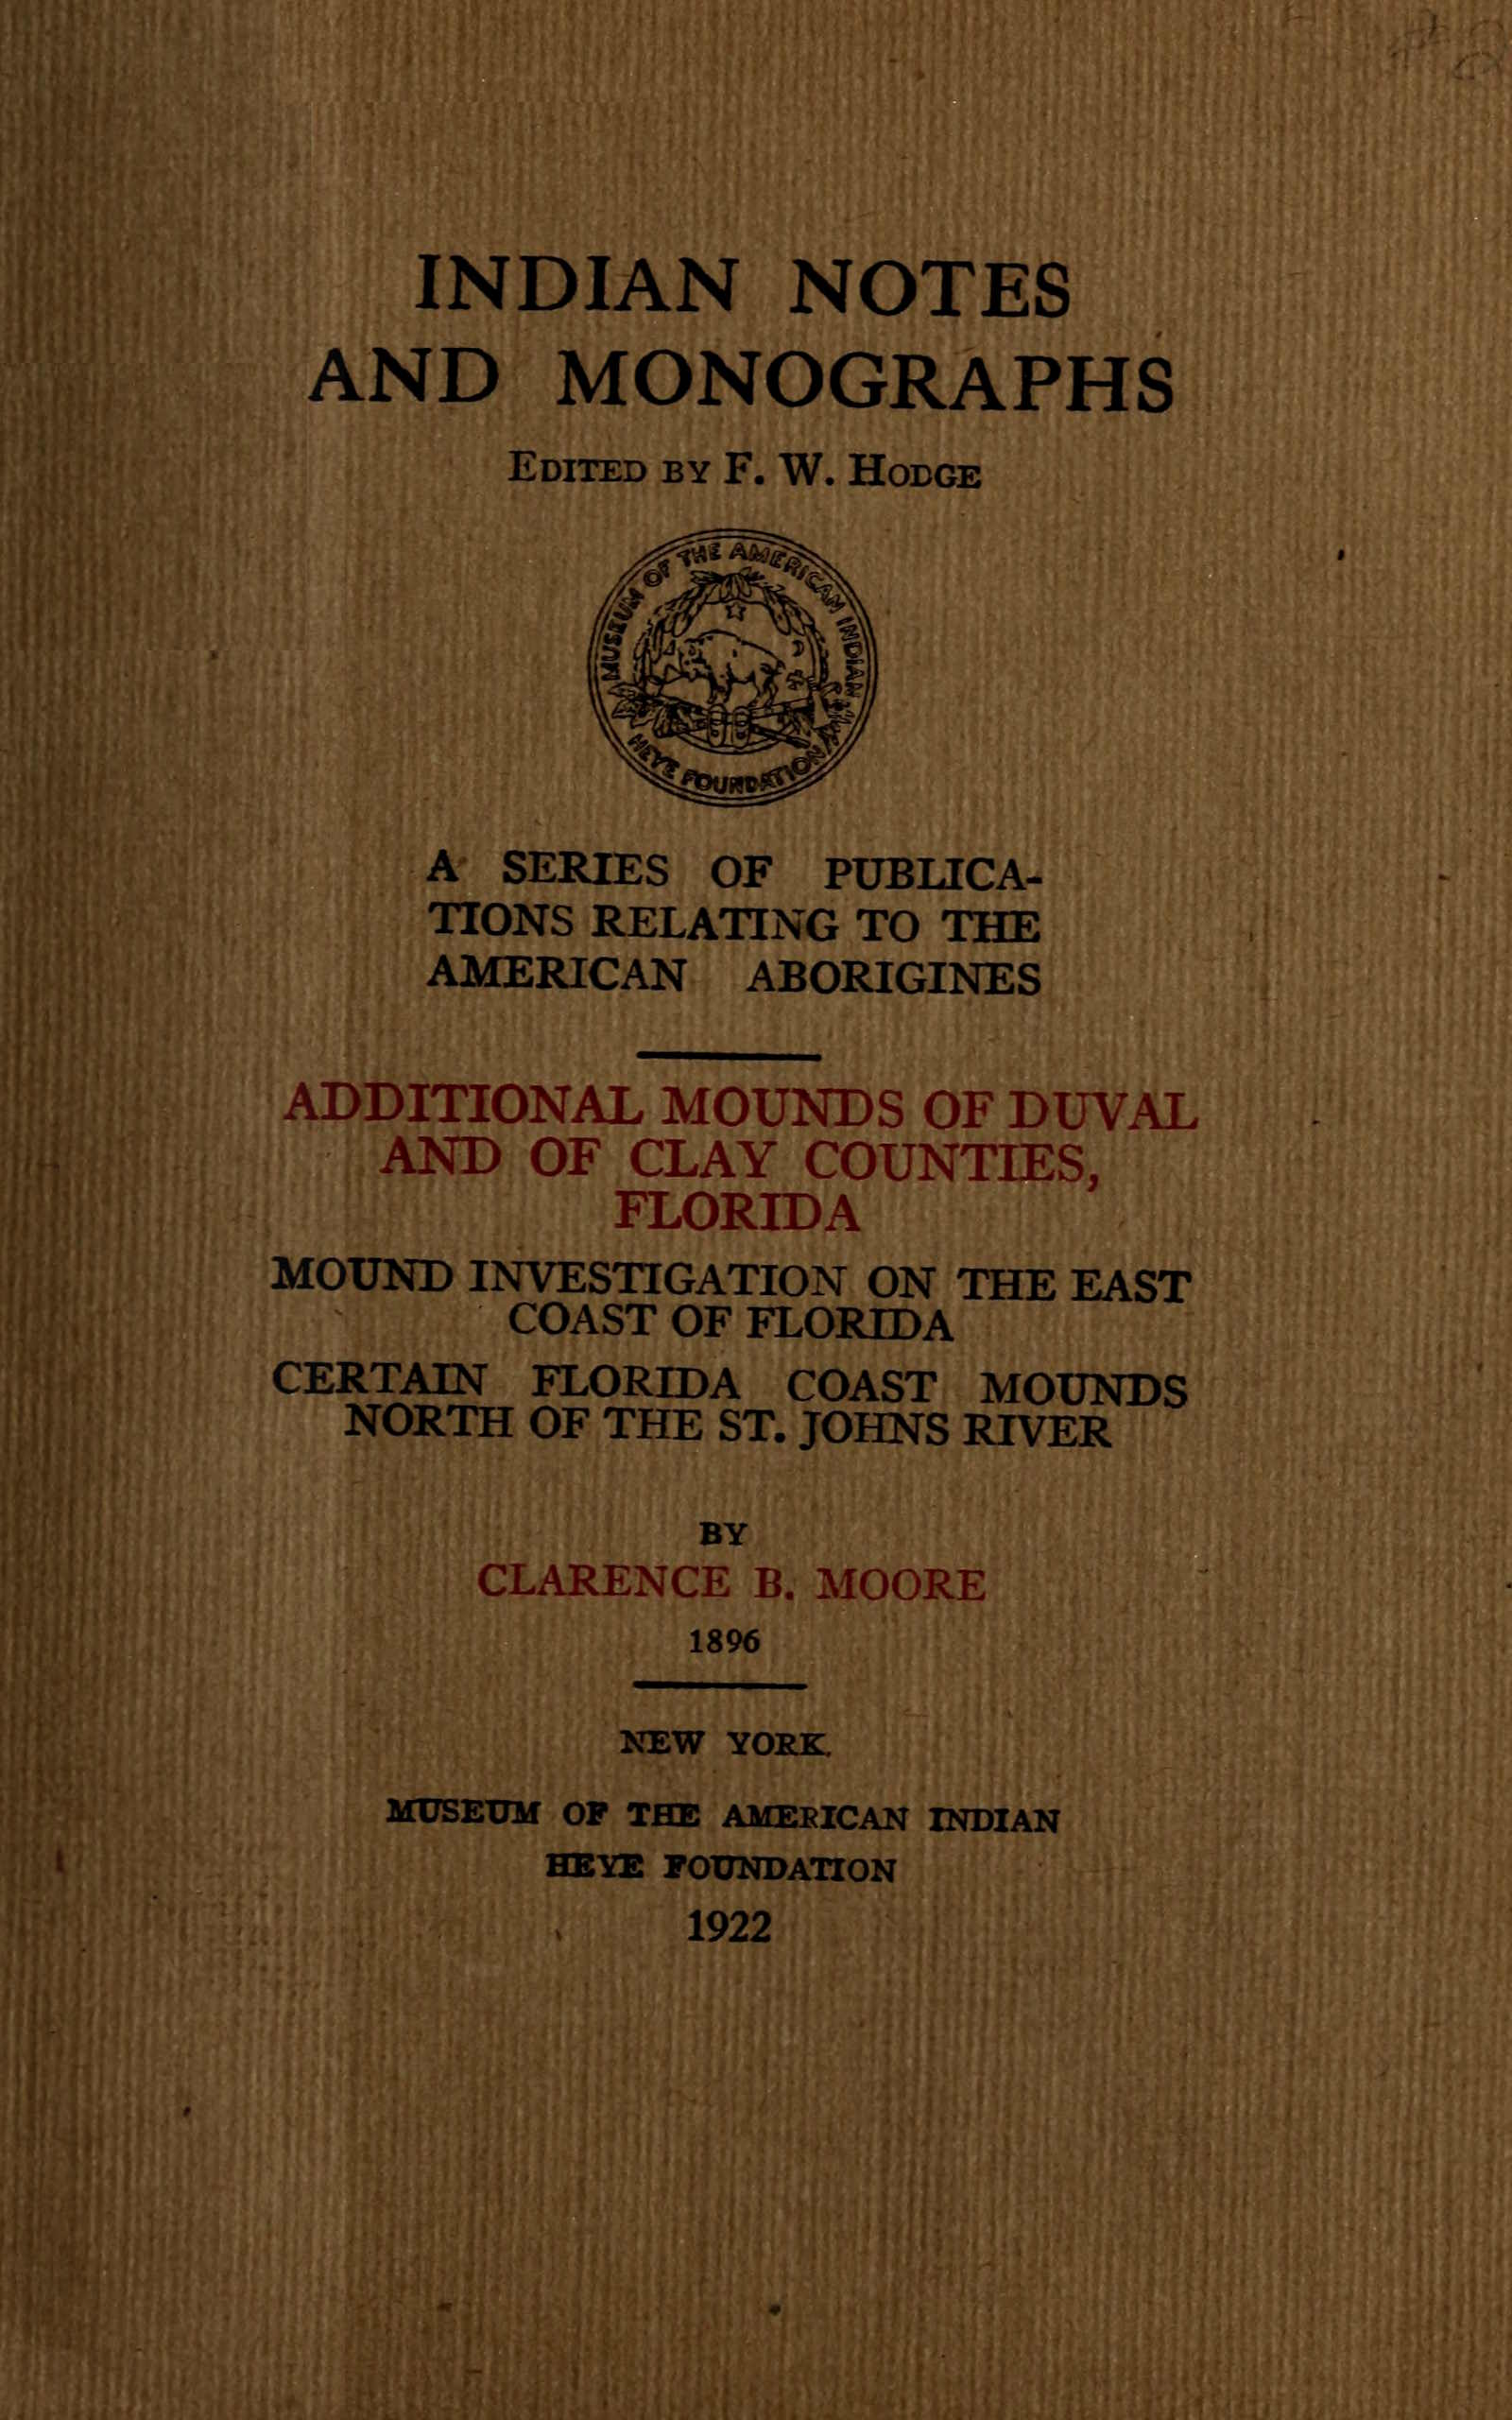 INDIAN NOTES
AND MONOGRAPHS
EDITED BY F. W. HODGE
MUSEUM OF THE AMERICAN INDIAN
HEYE FOUNDATION
A SERIES OF PUBLICA-
TIONS RELATING TO THE
AMERICAN ABORIGINES
ADDITIONAL MOUNDS OF DUVAL
AND OF CLAY COUNTIES,
FLORIDA
MOUND INVESTIGATION ON THE EAST
COAST OF FLORIDA
CERTAIN FLORIDA COAST MOUNDS
NORTH OF THE ST. JOHNS RIVER
BY
CLARENCE B. MOORE
1896
NEW YORK
MUSEUM OF THE AMERICAN INDIAN
HEYE FOUNDATION
1922